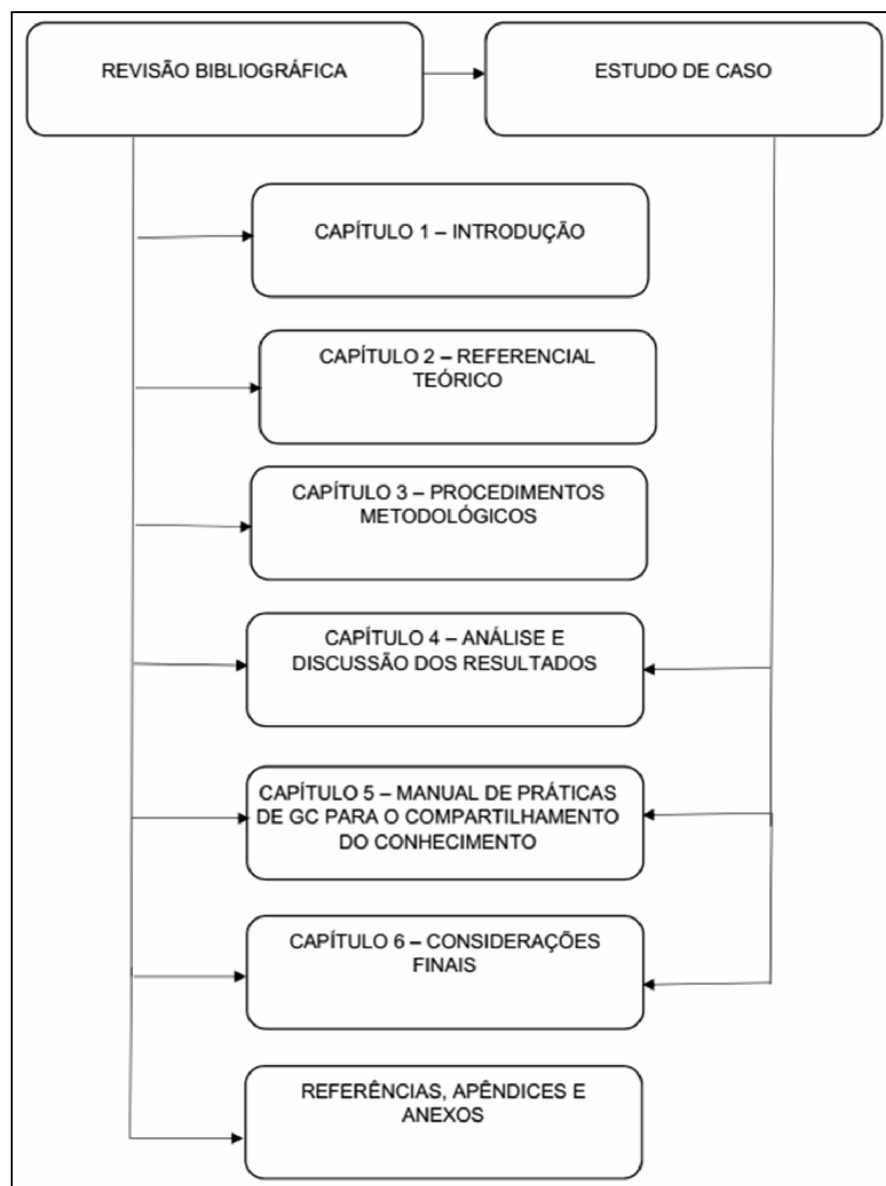 REVISÃO BIBLIOGRÁFICA
ESTUDO DE CASO
CAPÍTULO 1 – INTRODUÇÃO
CAPÍTULO 2 – REFERENCIAL
TEÓRICO
CAPÍTULO 3 – PROCEDIMENTOS
METODOLÓGICOS
CAPÍTULO 4 – ANÁLISE E
DISCUSSÃO DOS RESULTADOS
CAPÍTULO 5 – MANUAL DE PRÁTICAS
DE GC PARA O COMPARTILHAMENTO
DO CONHECIMENTO
CAPÍTULO 6 – CONSIDERAÇÕES
FINAIS
REFERÊNCIAS, APÊNDICES E
ANEXOS